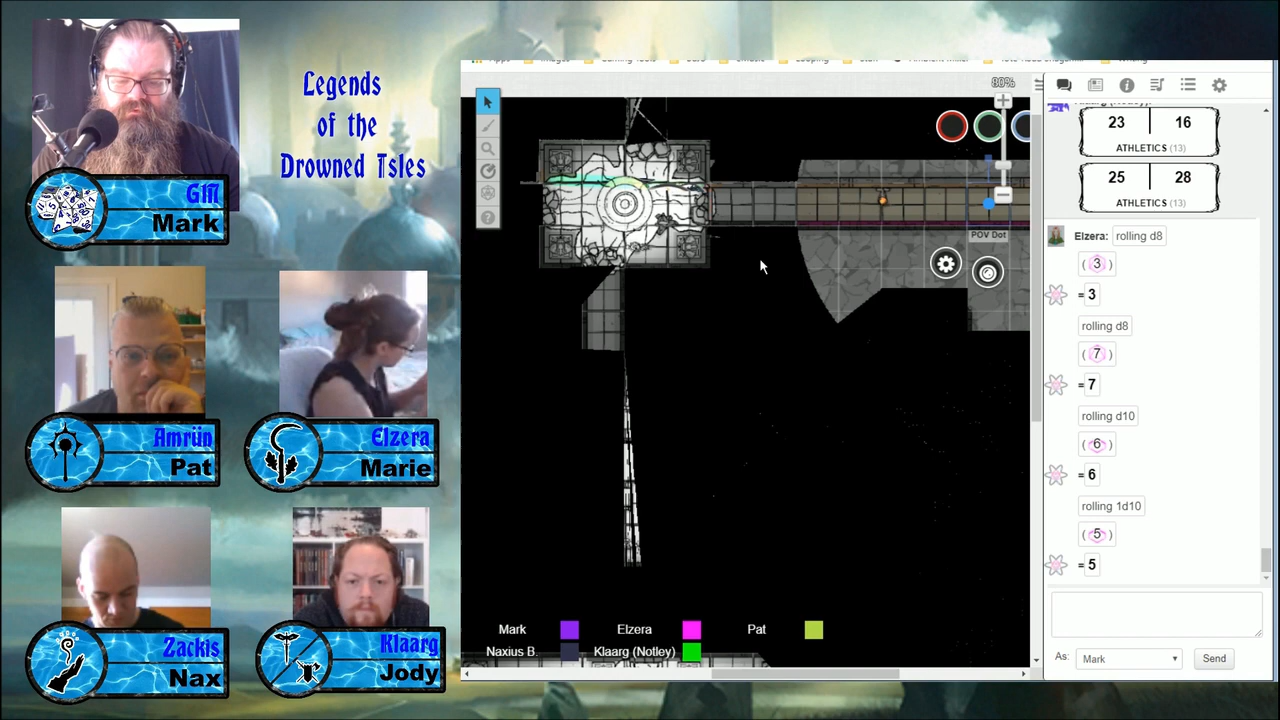 Legends
of the
Drowned Isles
GM
Mark
Amrün
Pat
Elzera
Marie
Zackis
Nax
Klaarg
Jody
80%
POV Dot
Mark
Elzera
Pat
Naxius B.
Klaarg (Notley)
23 16
ATHLETICS (13)
25 28
ATHLETICS (13)
Elzera: rolling d8
( 3 )
= 3
rolling d8
( 7 )
= 7
rolling d10
( 6 )
= 6
rolling 1d10
( 5 )
= 5
As: Mark Send